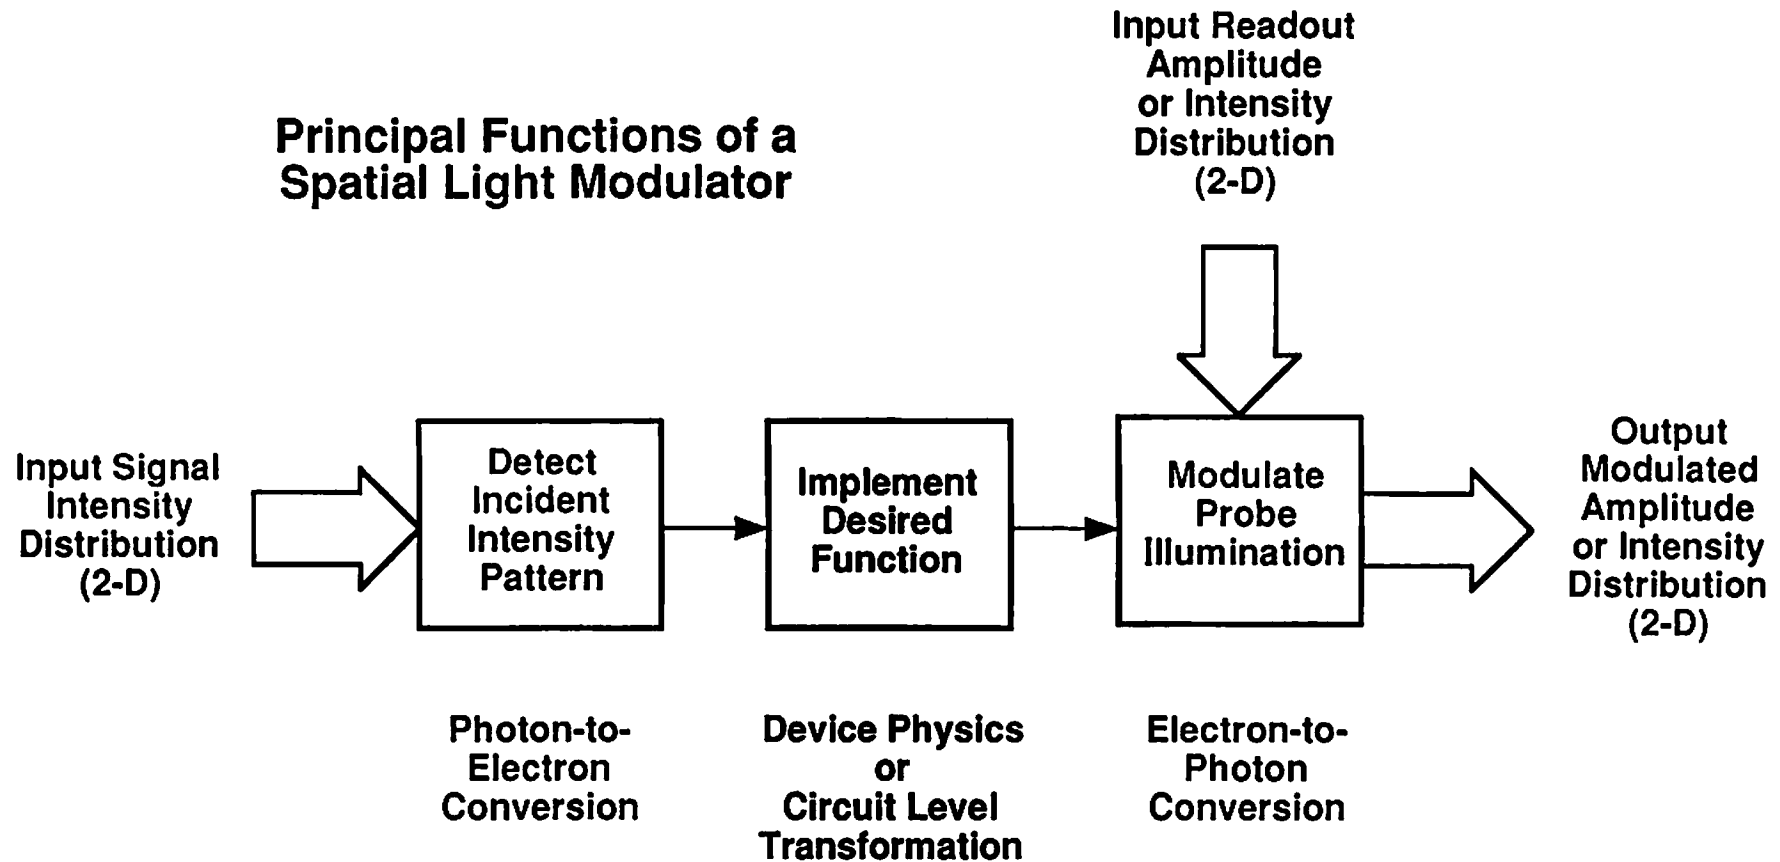 Principal Functions of a
Spatial Light Modulator
Input Readout
Amplitude
or Intensity
Distribution
(2-D)
Input Signal
Intensity
Distribution
(2-D)
Detect
Incident
Intensity
Pattern
Implement
Desired
Function
Modulate
Probe
Illumination
Output
Modulated
Amplitude
or Intensity
Distribution
(2-D)
Photon-to-
Electron
Conversion
Device Physics
or
Circuit Level
Transformation
Electron-to-
Photon
Conversion